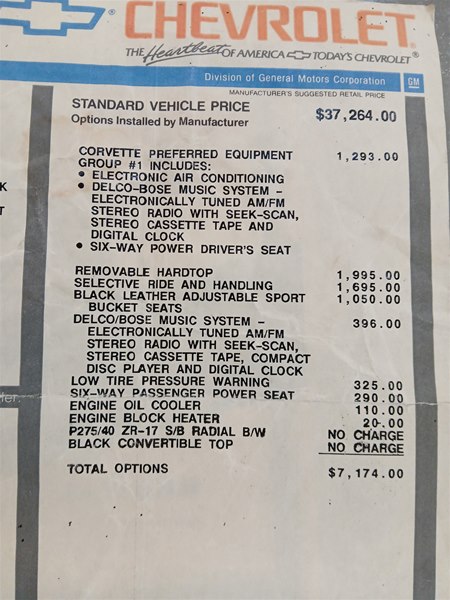 CHEVROLET
THE Heartbeat OF AMERICA TODAY'S CHEVROLET®
Division of General Motors Corporation GM
MANUFACTURER'S SUGGESTED RETAIL PRICE
STANDARD VEHICLE PRICE $37,264.00
Options Installed by Manufacturer
CORVETTE PREFERRED EQUIPMENT 1,293.00
GROUP #1 INCLUDES:
• ELECTRONIC AIR CONDITIONING
• DELCO-BOSE MUSIC SYSTEM -
ELECTRONICALLY TUNED AM/FM
STEREO RADIO WITH SEEK-SCAN,
STEREO CASSETTE TAPE AND
DIGITAL CLOCK
• SIX-WAY POWER DRIVER'S SEAT
REMOVABLE HARDTOP 1,995.00
SELECTIVE RIDE AND HANDLING 1,695.00
BLACK LEATHER ADJUSTABLE SPORT 1,050.00
BUCKET SEATS
DELCO/BOSE MUSIC SYSTEM - 396.00
ELECTRONICALLY TUNED AM/FM
STEREO RADIO WITH SEEK-SCAN,
STEREO CASSETTE TAPE, COMPACT
DISC PLAYER AND DIGITAL CLOCK
LOW TIRE PRESSURE WARNING 325.00
SIX-WAY PASSENGER POWER SEAT 290.00
ENGINE OIL COOLER 110.00
ENGINE BLOCK HEATER 20.00
P275/40 ZR-17 S/B RADIAL B/W NO CHARGE
BLACK CONVERTIBLE TOP NO CHARGE
TOTAL OPTIONS $7,174.00